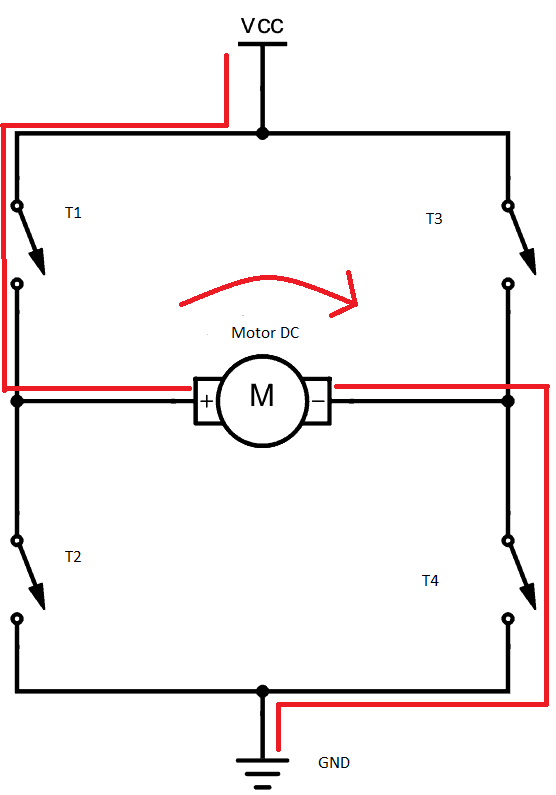 VCC
T1
T3
Motor DC
+ M −
T2
T4
GND